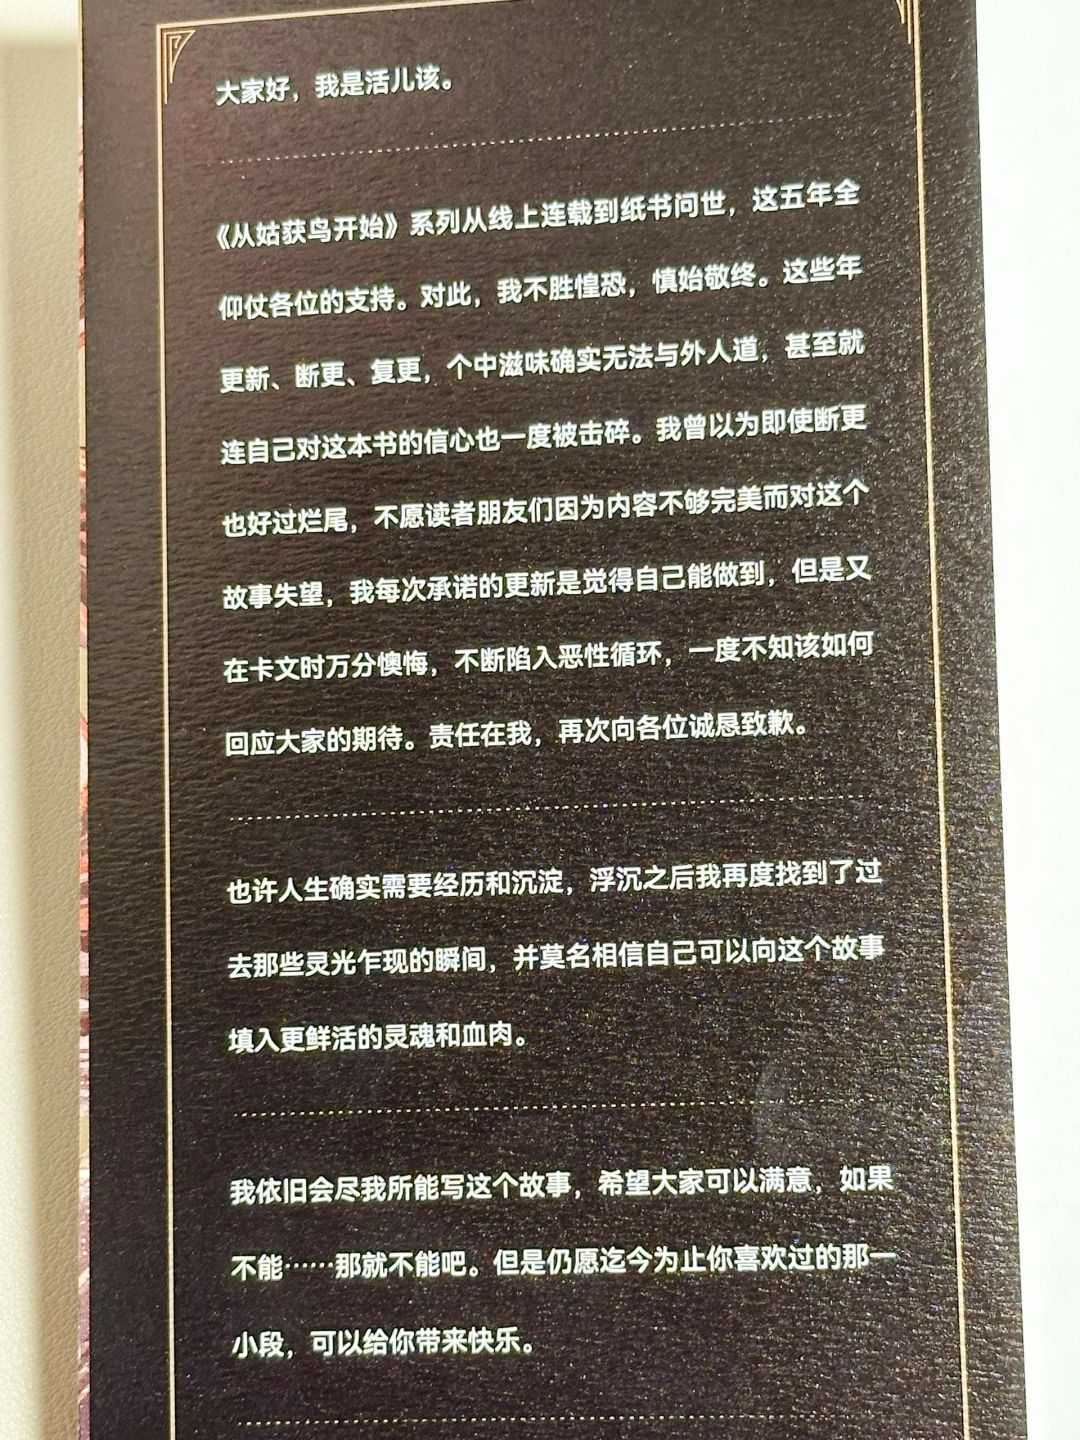 大家好，我是活儿该。
《从姑获鸟开始》系列从线上连载到纸书问世，这五年全
仰仗各位的支持。对此，我不胜惶恐，慎始敬终。这些年
更新、断更、复更，个中滋味确实无法与外人道，甚至就
连自己对这本书的信心也一度被击碎。我曾以为即使断更
也好过烂尾，不愿读者朋友们因为内容不够完美而对这个
故事失望，我每次承诺的更新是觉得自己能做到，但是又
在卡文时万分懊悔，不断陷入恶性循环，一度不知该如何
回应大家的期待。责任在我，再次向各位诚恳致歉。
也许人生确实需要经历和沉淀，浮沉之后我再度找到了过
去那些灵光乍现的瞬间，并莫名相信自己可以向这个故事
填入更鲜活的灵魂和血肉。
我依旧会尽我所能写这个故事，希望大家可以满意，如果
不能……那就不能吧。但是仍愿迄今为止你喜欢过的那一
小段，可以给你带来快乐。